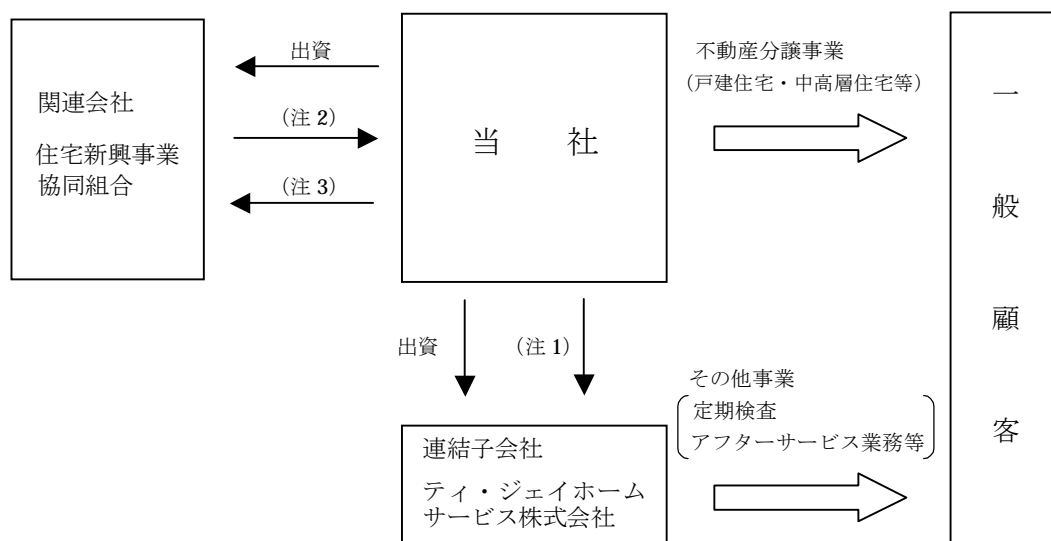 出資
関連会社
(注 2)
住宅新興事業
協同組合
(注 3)
当 社
不動産分譲事業
(戸建住宅・中高層住宅等)
出資
(注 1)
連結子会社
ティ・ジェイホーム
サービス株式会社
その他事業
定期検査
アフターサービス業務等
一
般
顧
客